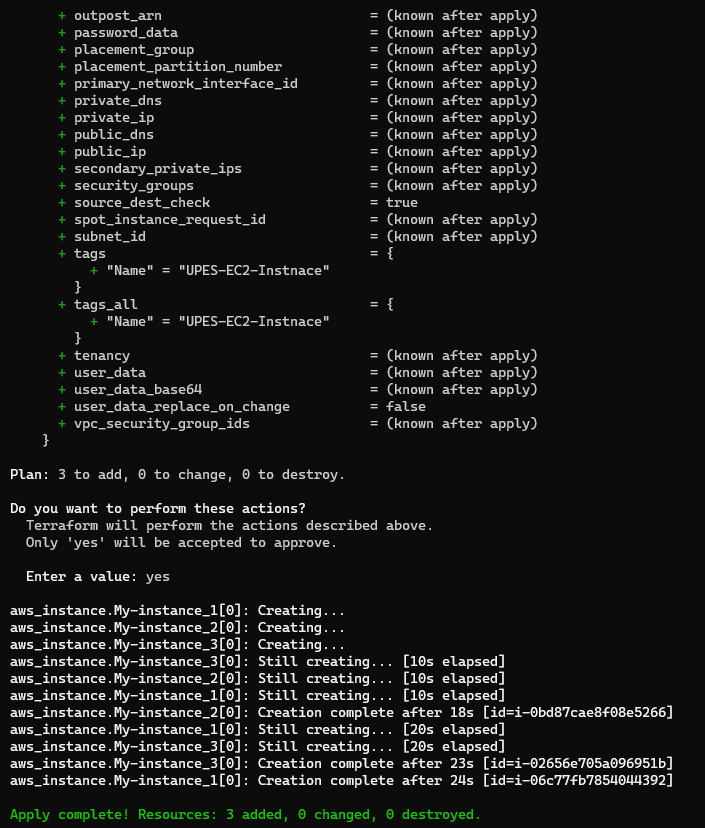 + outpost_arn = (known after apply)
+ password_data = (known after apply)
+ placement_group = (known after apply)
+ placement_partition_number = (known after apply)
+ primary_network_interface_id = (known after apply)
+ private_dns = (known after apply)
+ private_ip = (known after apply)
+ public_dns = (known after apply)
+ public_ip = (known after apply)
+ secondary_private_ips = (known after apply)
+ security_groups = (known after apply)
+ source_dest_check = true
+ spot_instance_request_id = (known after apply)
+ subnet_id = (known after apply)
+ tags = {
+ "Name" = "UPES-EC2-Instnace"
}
+ tags_all = {
+ "Name" = "UPES-EC2-Instnace"
}
+ tenancy = (known after apply)
+ user_data = (known after apply)
+ user_data_base64 = (known after apply)
+ user_data_replace_on_change = false
+ vpc_security_group_ids = (known after apply)
}
Plan: 3 to add, 0 to change, 0 to destroy.
Do you want to perform these actions?
Terraform will perform the actions described above.
Only 'yes' will be accepted to approve.
Enter a value: yes
aws_instance.My-instance_1[0]: Creating...
aws_instance.My-instance_2[0]: Creating...
aws_instance.My-instance_3[0]: Creating...
aws_instance.My-instance_3[0]: Still creating... [10s elapsed]
aws_instance.My-instance_2[0]: Still creating... [10s elapsed]
aws_instance.My-instance_1[0]: Still creating... [10s elapsed]
aws_instance.My-instance_2[0]: Creation complete after 18s [id=i-0bd87cae8f08e5266]
aws_instance.My-instance_1[0]: Still creating... [20s elapsed]
aws_instance.My-instance_3[0]: Still creating... [20s elapsed]
aws_instance.My-instance_3[0]: Creation complete after 23s [id=i-02656e705a096951b]
aws_instance.My-instance_1[0]: Creation complete after 24s [id=i-06c77fb7854044392]
Apply complete! Resources: 3 added, 0 changed, 0 destroyed.